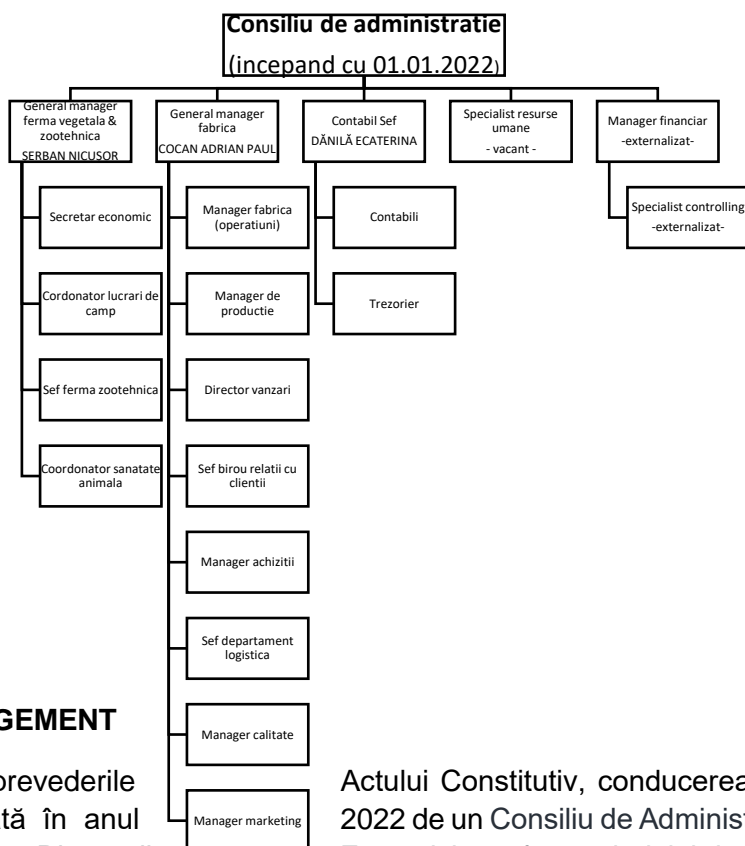 Consiliu de administratie
(incepand cu 01.01.2022)
General manager
ferma vegetala &
zootehnica
SERBAN NICUSOR
General manager
fabrica
COCAN ADRIAN PAUL
Contabil Sef
DĂNILĂ ECATERINA
Specialist resurse
umane
- vacant -
Manager financiar
-externalizat-
Secretar economic
Cordonator lucrari de
camp
Sef ferma zootehnica
Coordonator sanatate
animala
Manager fabrica
(operatiuni)
Manager de
productie
Director vanzari
Sef birou relatii cu
clientii
Manager achizitii
Sef departament
logistica
Manager calitate
Manager marketing
Contabili
Trezorier
Specialist controlling
-externalizat-
GEMENT
prevederile
tă în anul
Actului Constitutiv, conducerea
2022 de un Consiliu de Adminis